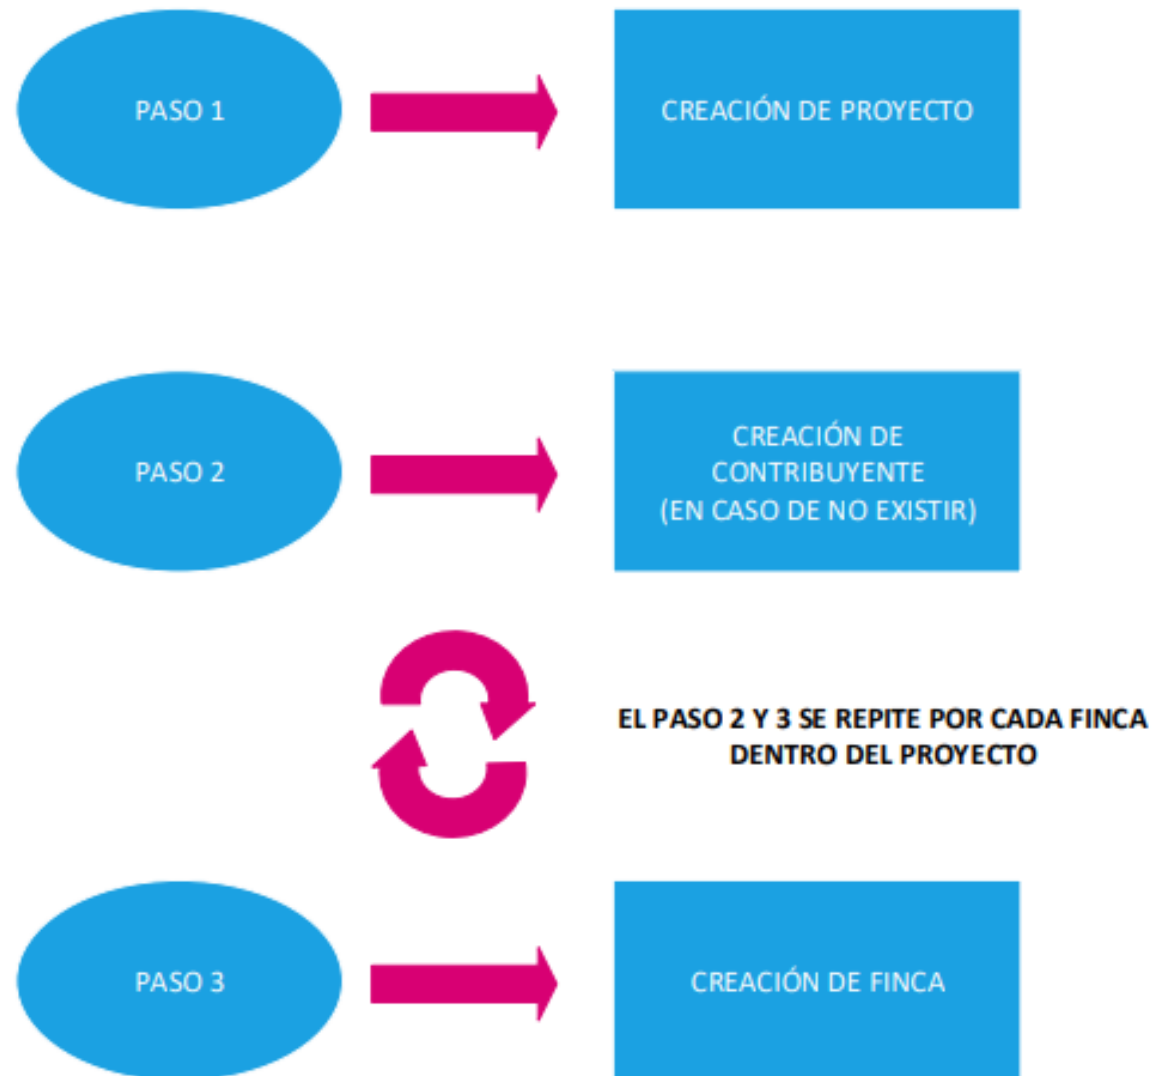 PASO 1
CREACIÓN DE PROYECTO
PASO 2
CREACIÓN DE
CONTRIBUYENTE
(EN CASO DE NO EXISTIR)
EL PASO 2 Y 3 SE REPITE POR CADA FINCA
DENTRO DEL PROYECTO
PASO 3
CREACIÓN DE FINCA